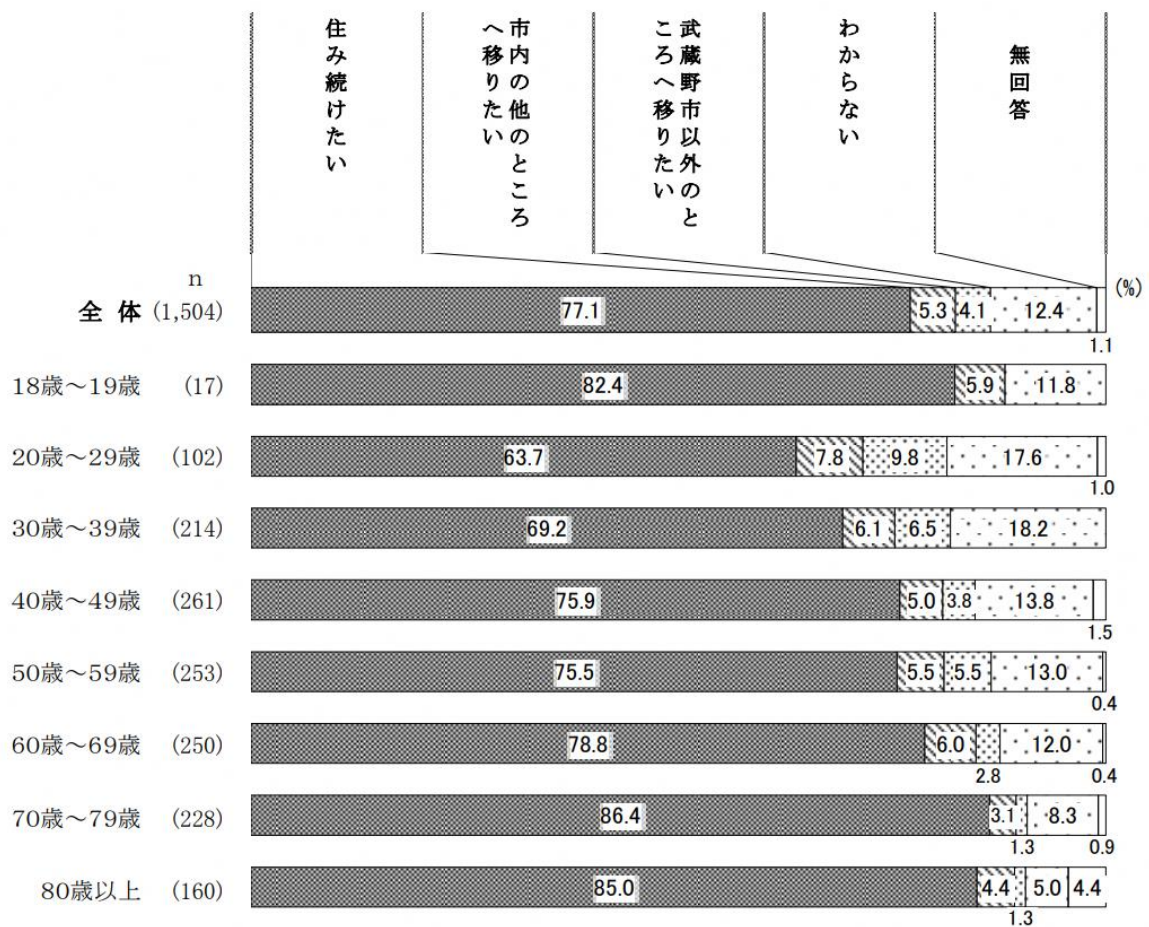 住み続けたい
市内の他のところ
へ移りたい
武蔵野市以外のと
ころへ移りたい
わからない
無回答
n
(%)
全体 (1,504) 77.1 5.3 4.1 12.4
1.1
18歳～19歳 (17) 82.4 5.9 11.8
20歳～29歳 (102) 63.7 7.8 9.8 17.6
1.0
30歳～39歳 (214) 69.2 6.1 6.5 18.2
40歳～49歳 (261) 75.9 5.0 3.8 13.8
1.5
50歳～59歳 (253) 75.5 5.5 5.5 13.0
0.4
60歳～69歳 (250) 78.8 6.0 12.0
2.8 0.4
70歳～79歳 (228) 86.4 3.1 8.3
1.3 0.9
80歳以上 (160) 85.0 4.4 5.0 4.4
1.3